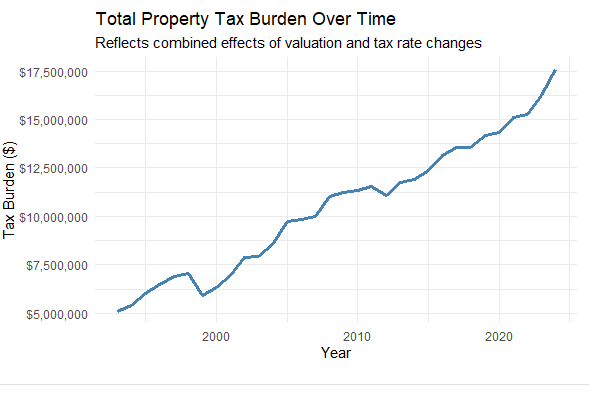 Total Property Tax Burden Over Time
Reflects combined effects of valuation and tax rate changes
$17,500,000
$15,000,000
$12,500,000
$10,000,000
$7,500,000
$5,000,000
Tax Burden ($)
2000 2010 2020
Year